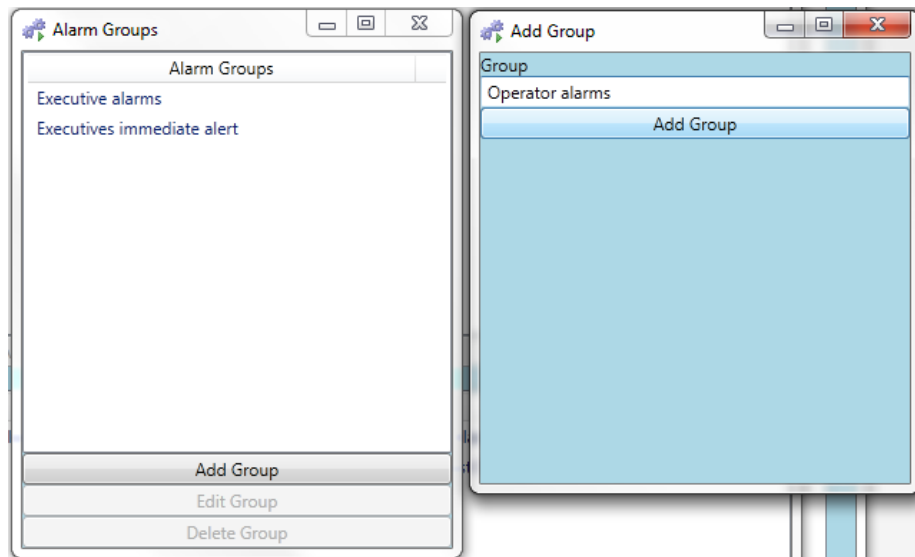 Alarm Groups
Alarm Groups
Executive alarms
Executives immediate alert
Add Group
Edit Group
Delete Group
Add Group
Group
Operator alarms
Add Group